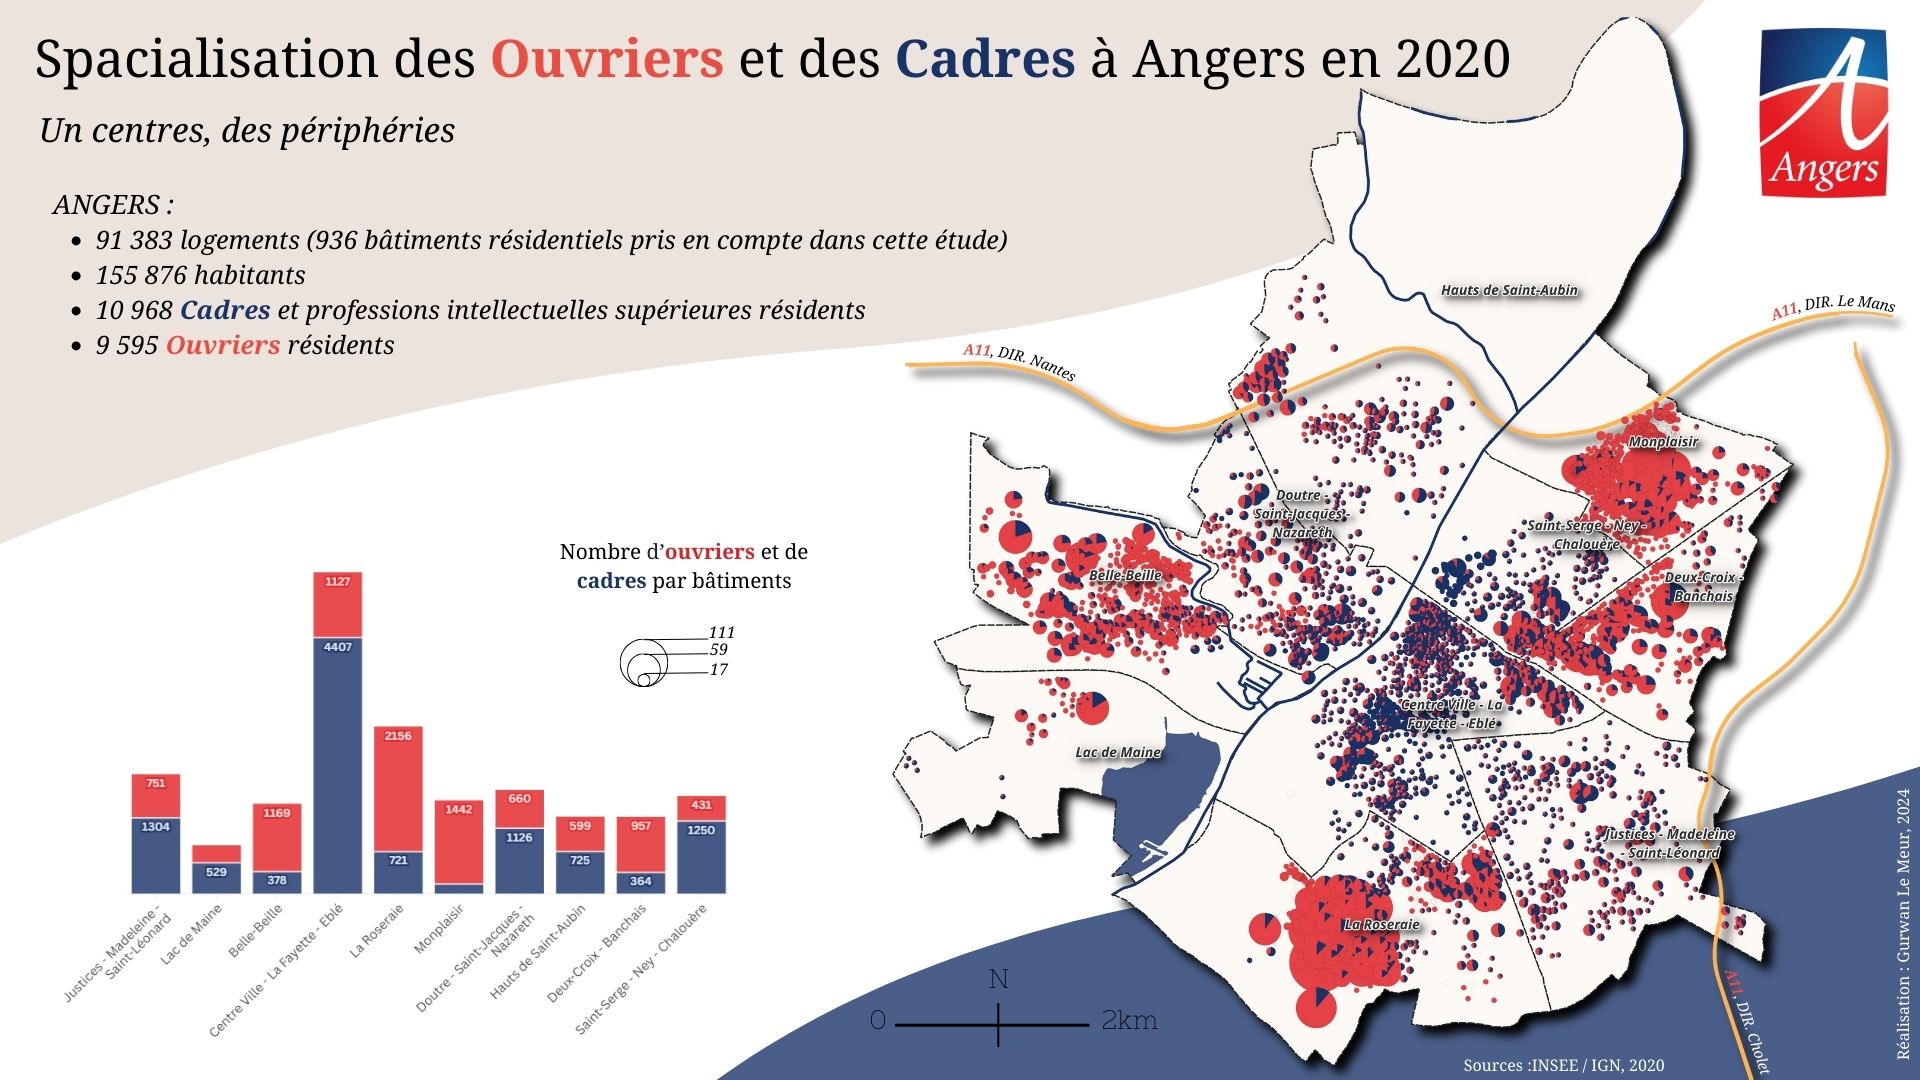 Spacialisation des Ouvriers et des Cadres à Angers en 2020
Un centres, des périphéries
ANGERS :
• 91 383 logements (936 bâtiments résidentiels pris en compte dans cette étude)
• 155 876 habitants
• 10 968 Cadres et professions intellectuelles supérieures résidents
• 9 595 Ouvriers résidents
Angers
Nombre d'ouvriers et de
cadres par bâtiments
111
59
17
751
1304
529
1169
378
1127
4407
2156
721
1442
660
1126
599
725
957
364
431
1250
Justices - Madeleine -
Saint-Léonard
Lac de Maine
Belle-Beille
Centre Ville - La Fayette - Eblé
La Roseraie
Monplaisir
Doutre - Saint-Jacques -
Nazareth
Hauts de Saint-Aubin
Deux-Croix - Banchais
Saint-Serge - Ney - Chalouère
A11, DIR. Nantes
A11, DIR. Le Mans
A11, DIR. Cholet
Hauts de Saint-Aubin
Monplaisir
Doutre -
Saint-Jacques -
Nazareth
Saint-Serge - Ney -
Chalouère
Belle-Beille
Deux-Croix -
Banchais
Centre Ville - La
Fayette - Eblé
Lac de Maine
Justices - Madeleine
- Saint-Léonard
La Roseraie
N
0
2km
Sources :INSEE / IGN, 2020
Réalisation : Gurwan Le Meur, 2024